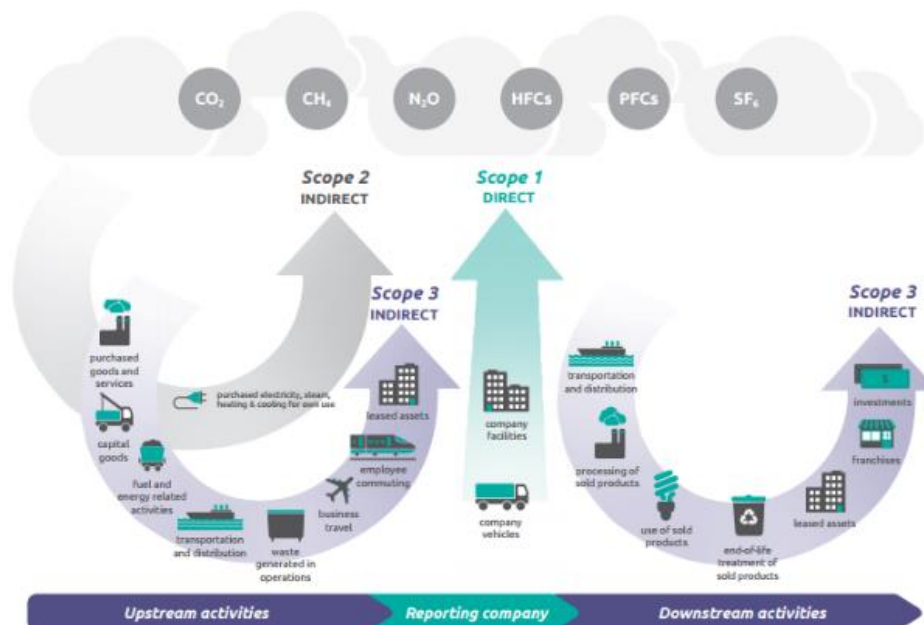 CO₂
CH₄
N₂O
HFCs
PFCs
SF₆
Scope 2
INDIRECT
Scope 1
DIRECT
Scope 3
INDIRECT
Scope 3
INDIRECT
purchased
goods and
services
capital
goods
fuel and
energy related
activities
transportation
and distribution
waste
generated in
operations
business
travel
employee
commuting
leased assets
purchased electricity, steam,
heating & cooling for own use
company
facilities
company
vehicles
transportation
and distribution
processing of
sold products
use of sold
products
end-of-life
treatment of
sold products
leased assets
franchises
$
investments
Upstream activities
Reporting company
Downstream activities